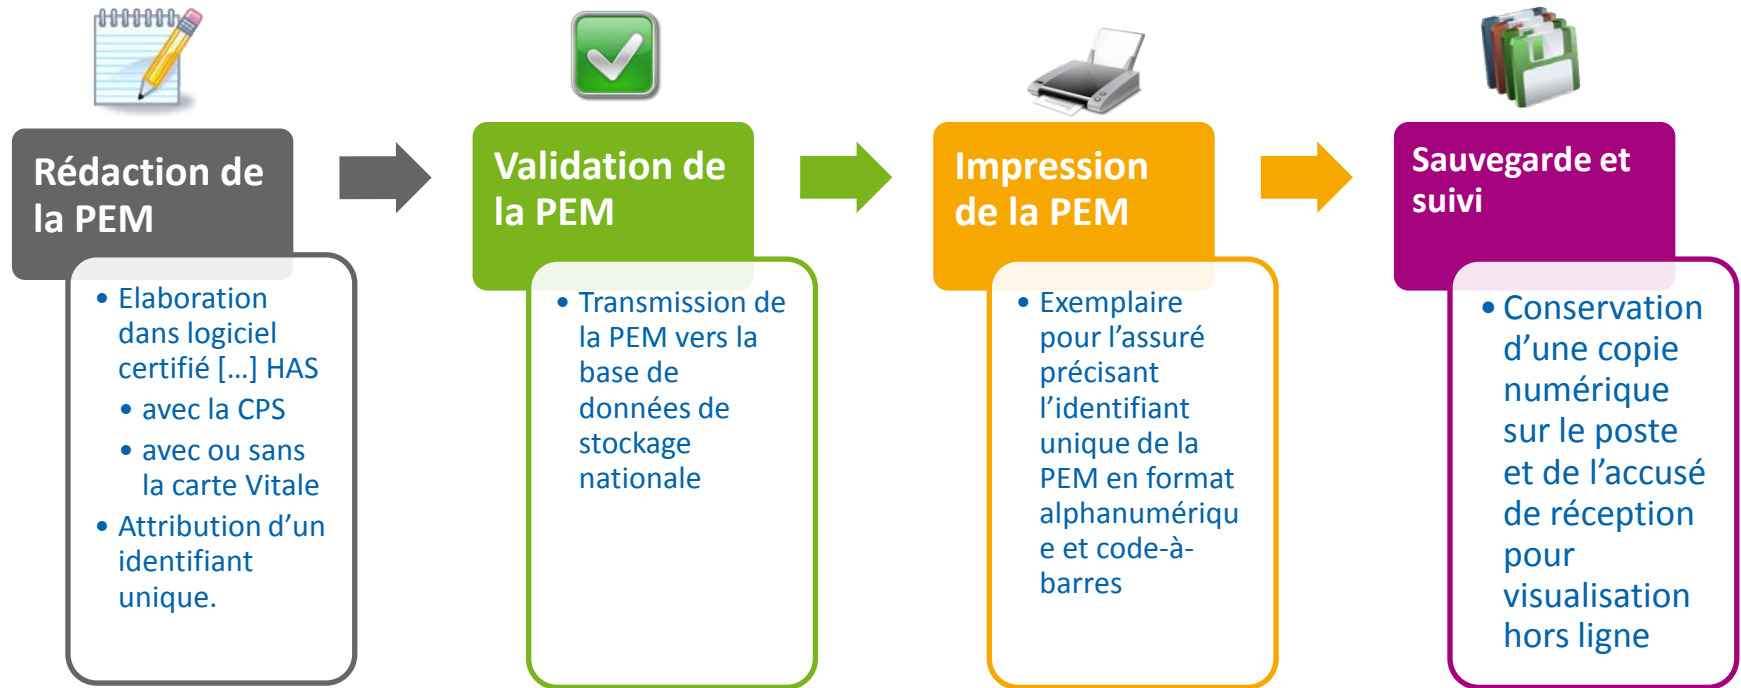 Rédaction de
la PEM
• Elaboration
dans logiciel
certifié [...] HAS
• avec la CPS
• avec ou sans
la carte Vitale
• Attribution d’un
identifiant
unique.
Validation de
la PEM
• Transmission de
la PEM vers la
base de
données de
stockage
nationale
Impression
de la PEM
• Exemplaire
pour l’assuré
précisant
l’identifiant
unique de la
PEM en format
alphanumériqu
e et code-à-
barres
Sauvegarde et
suivi
• Conservation
d’une copie
numérique
sur le poste
et de l’accusé
de réception
pour
visualisation
hors ligne